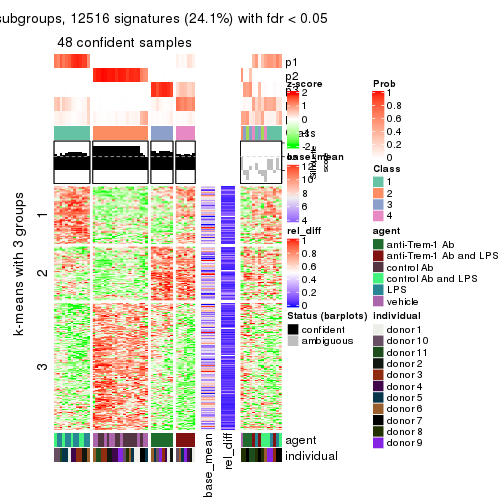 subgroups, 12516 signatures (24.1%) with fdr < 0.05
48 confident samples
p1
p2
z-score
2
1
0
-1
-2
base_mean
12
10
8
6
4
rel_diff
1
0.8
0.6
0.4
0.2
0
Status (barplots)
confident
ambiguous
Prob
1
0.8
0.6
0.4
0.2
0
Class
1
2
3
4
agent
anti-Trem-1 Ab
anti-Trem-1 Ab and LPS
control Ab
control Ab and LPS
LPS
vehicle
individual
donor 1
donor 10
donor 11
donor 2
donor 3
donor 4
donor 5
donor 6
donor 7
donor 8
donor 9
k-means with 3 groups
1
2
3
agent
individual
base_mean
rel_diff